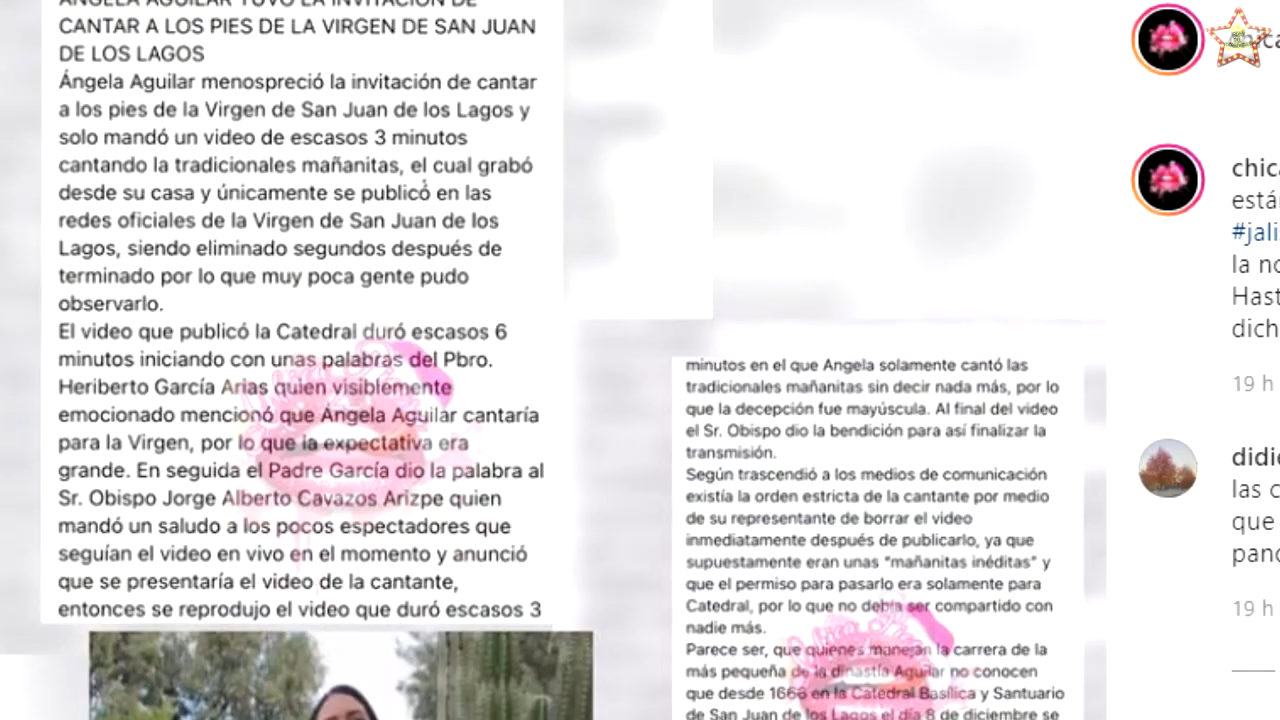 ÁNGELA AGUILAR TUVO LA INVITACIÓN DE
CANTAR A LOS PIES DE LA VIRGEN DE SAN JUAN
DE LOS LAGOS
Ángela Aguilar menospreció la invitación de cantar
a los pies de la Virgen de San Juan de los Lagos y
solo mandó un video de escasos 3 minutos
cantando la tradicionales mañanitas, el cual grabó
desde su casa y únicamente se publicó en las
redes oficiales de la Virgen de San Juan de los
Lagos, siendo eliminado segundos después de
terminado por lo que muy poca gente pudo
observarlo.
El video que publicó la Catedral duró escasos 6
minutos iniciando con unas palabras del Pbro.
Heriberto García Arias quien visiblemente
emocionado mencionó que Ángela Aguilar cantaría
para la Virgen, por lo que la expectativa era
grande. En seguida el Padre García dio la palabra al
Sr. Obispo Jorge Alberto Cavazos Arizpe quien
mandó un saludo a los pocos espectadores que
seguían el video en vivo en el momento y anunció
que se presentaría el video de la cantante,
entonces se reprodujo el video que duró escasos 3
minutos en el que Angela solamente cantó las
tradicionales mañanitas sin decir nada más, por lo
que la decepción fue mayúscula. Al final del video
el Sr. Obispo dio la bendición para así finalizar la
transmisión.
Según trascendió a los medios de comunicación
existía la orden estricta de la cantante por medio
de su representante de borrar el video
inmediatamente después de publicarlo, ya que
supuestamente eran unas "mañanitas inéditas" y
que el permiso para pasarlo era solamente para
Catedral, por lo que no debía ser compartido con
nadie más.
Parece ser, que quienes manejan la carrera de la
más pequeña de la dinastía Aguilar no conocen
que desde 1666 en la Catedral Basílica y Santuario
de San Juan de los Lagos el día 8 de diciembre se
chica
están
#jali
la no
Hast
dich
19 h
didie
las c
que
pand
19 h